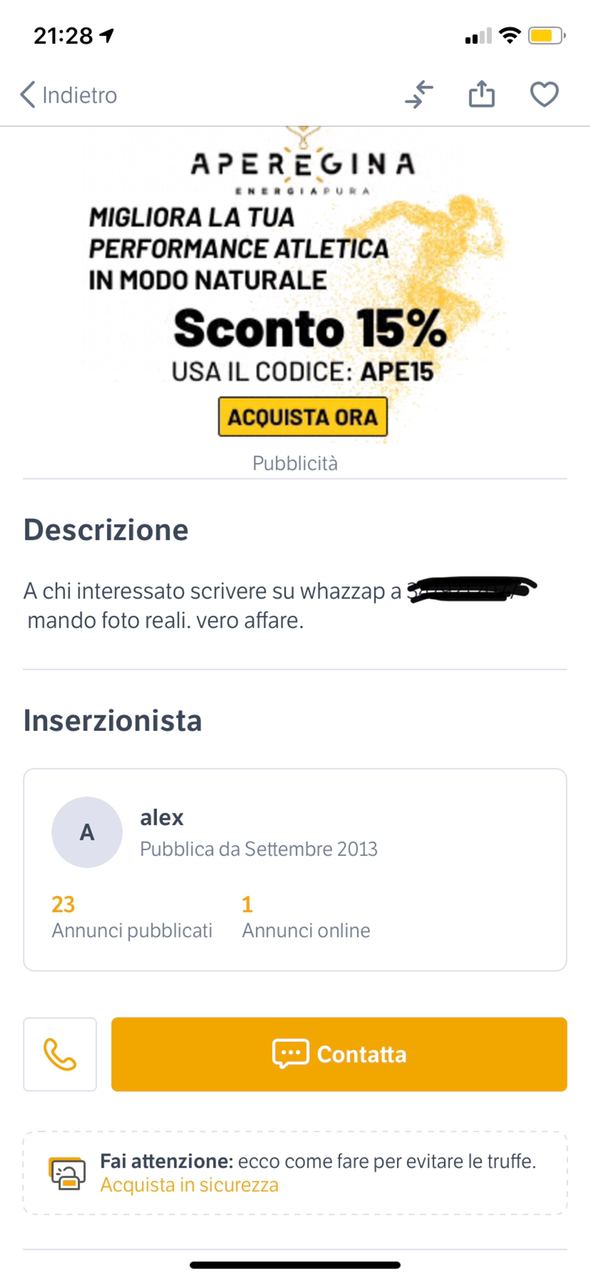 21:28
Indietro
APEREGINA
ENERGIAPURA
MIGLIORA LA TUA
PERFORMANCE ATLETICA
IN MODO NATURALE
Sconto 15%
USA IL CODICE: APE15
ACQUISTA ORA
Pubblicità
Descrizione
A chi interessato scrivere su whazzap a
mando foto reali. vero affare.
Inserzionista
A
alex
Pubblica da Settembre 2013
23
1
Annunci pubblicati
Annunci online
Contatta
Fai attenzione: ecco come fare per evitare le truffe.
Acquista in sicurezza